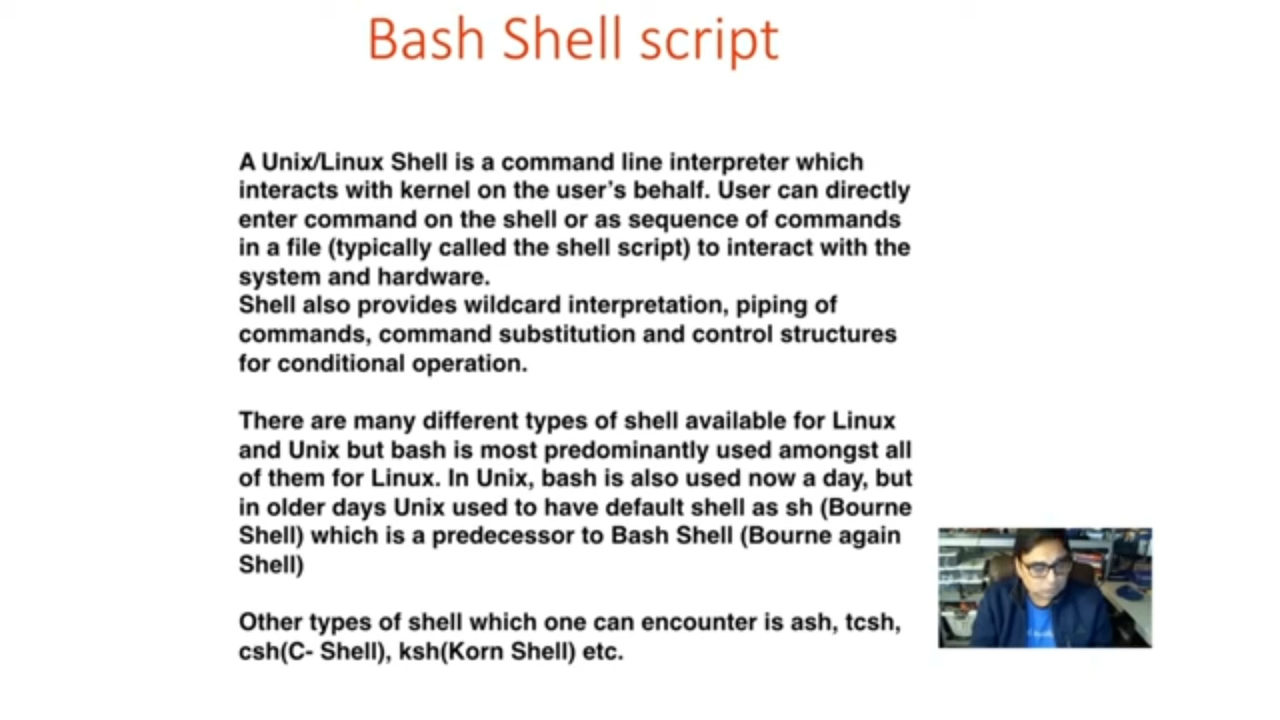 Bash Shell script
A Unix/Linux Shell is a command line interpreter which
interacts with kernel on the user's behalf. User can directly
enter command on the shell or as sequence of commands
in a file (typically called the shell script) to interact with the
system and hardware.
Shell also provides wildcard interpretation, piping of
commands, command substitution and control structures
for conditional operation.
There are many different types of shell available for Linux
and Unix but bash is most predominantly used amongst all
of them for Linux. In Unix, bash is also used now a day, but
in older days Unix used to have default shell as sh (Bourne
Shell) which is a predecessor to Bash Shell (Bourne again
Shell)
Other types of shell which one can encounter is ash, tcsh,
csh(C- Shell), ksh(Korn Shell) etc.